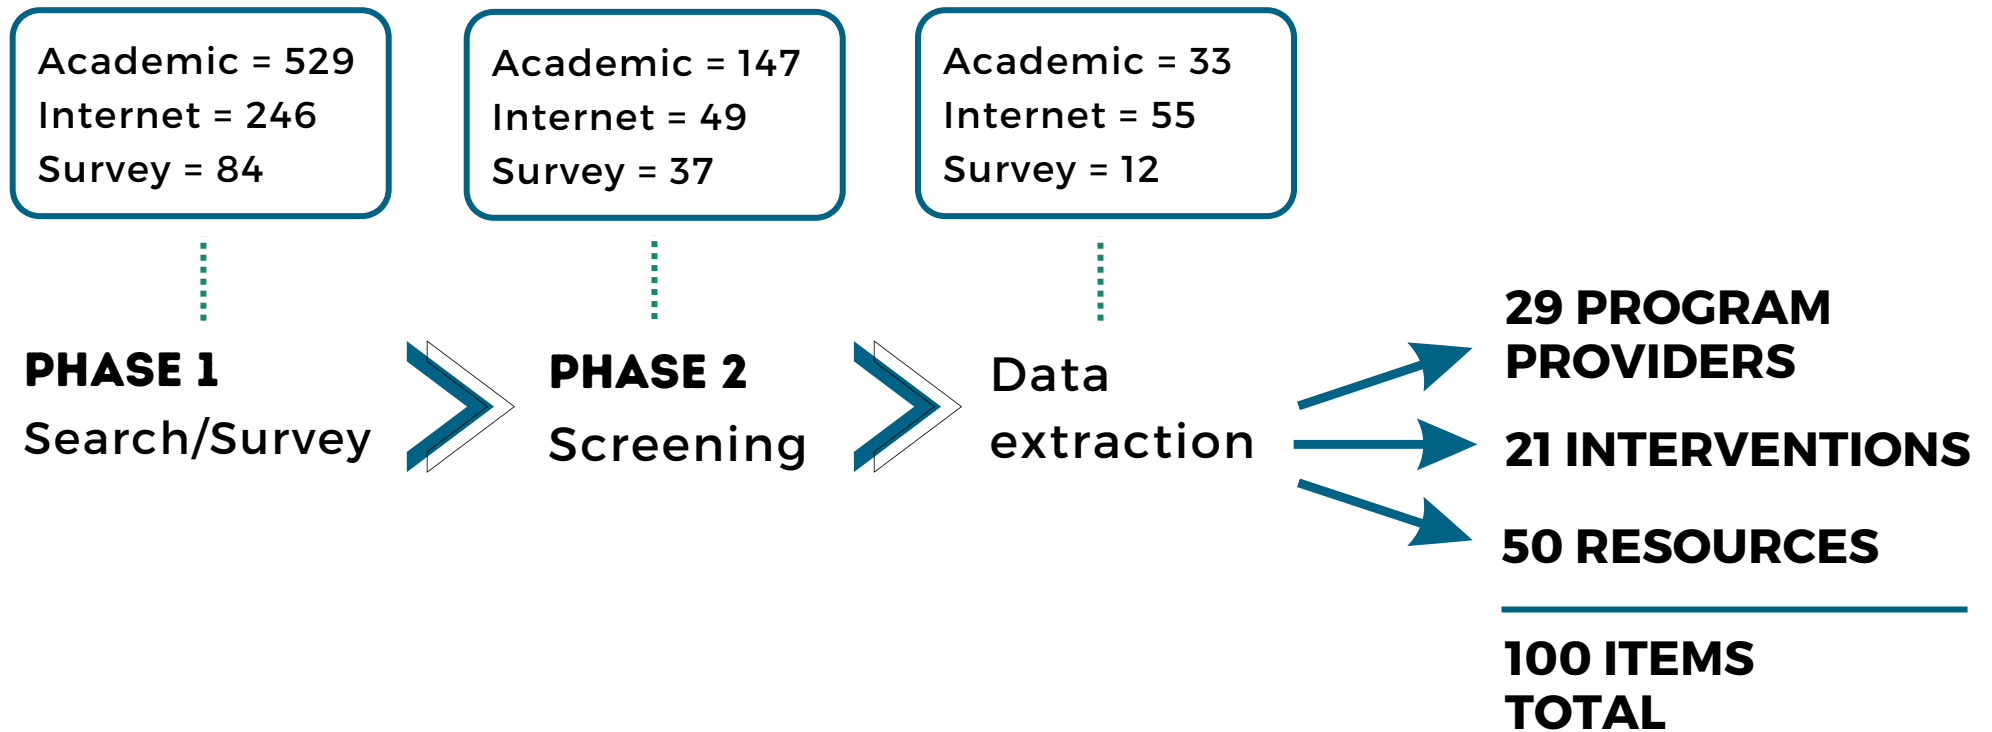 Academic = 529
Internet = 246
Survey = 84
Academic = 147
Internet = 49
Survey = 37
Academic = 33
Internet = 55
Survey = 12
PHASE 1
Search/Survey
PHASE 2
Screening
Data
extraction
29 PROGRAM
PROVIDERS
21 INTERVENTIONS
50 RESOURCES
100 ITEMS
TOTAL